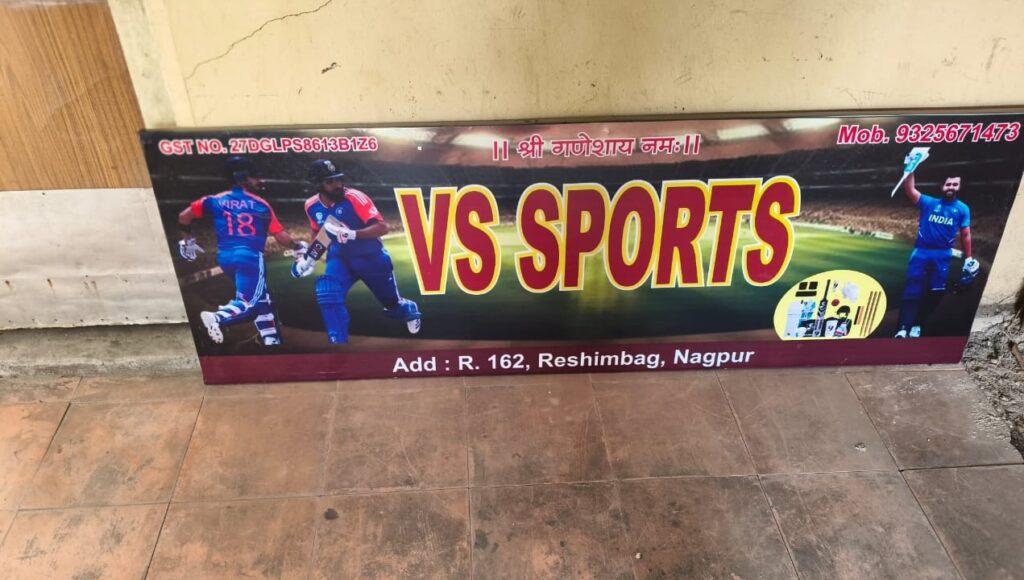 GST NO. 27DGLPS8613B1Z6
|| श्री गणेशाय नमः ||
Mob. 9325671473
VIRAT
18
INDIA
VS SPORTS
Add : R. 162, Reshimbag, Nagpur